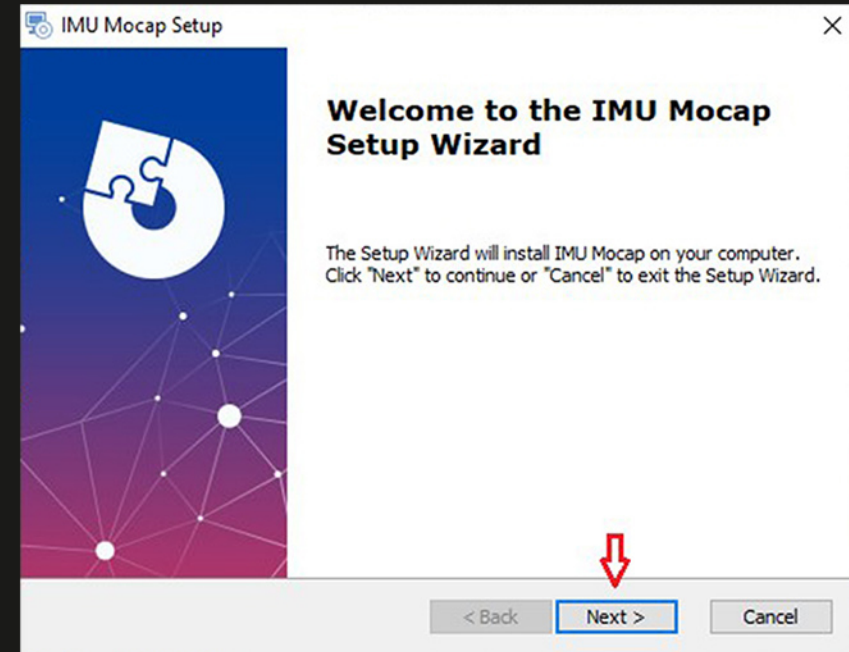 IMU Mocap Setup
Welcome to the IMU Mocap
Setup Wizard
The Setup Wizard will install IMU Mocap on your computer.
Click "Next" to continue or "Cancel" to exit the Setup Wizard.
< Back
Next >
Cancel